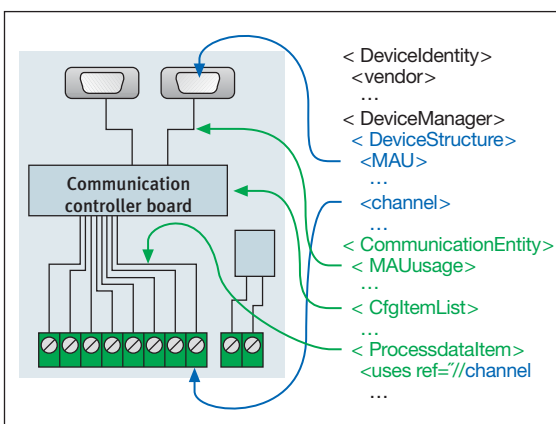 Communication
controller board
< DeviceIdentity>
<vendor>
...
< DeviceManager>
< DeviceStructure>
<MAU>
...
<channel>
...
< CommunicationEntity>
< MAUusage>
...
< CfgItemList>
...
< ProcessdataItem>
<uses ref=˝//channel
...